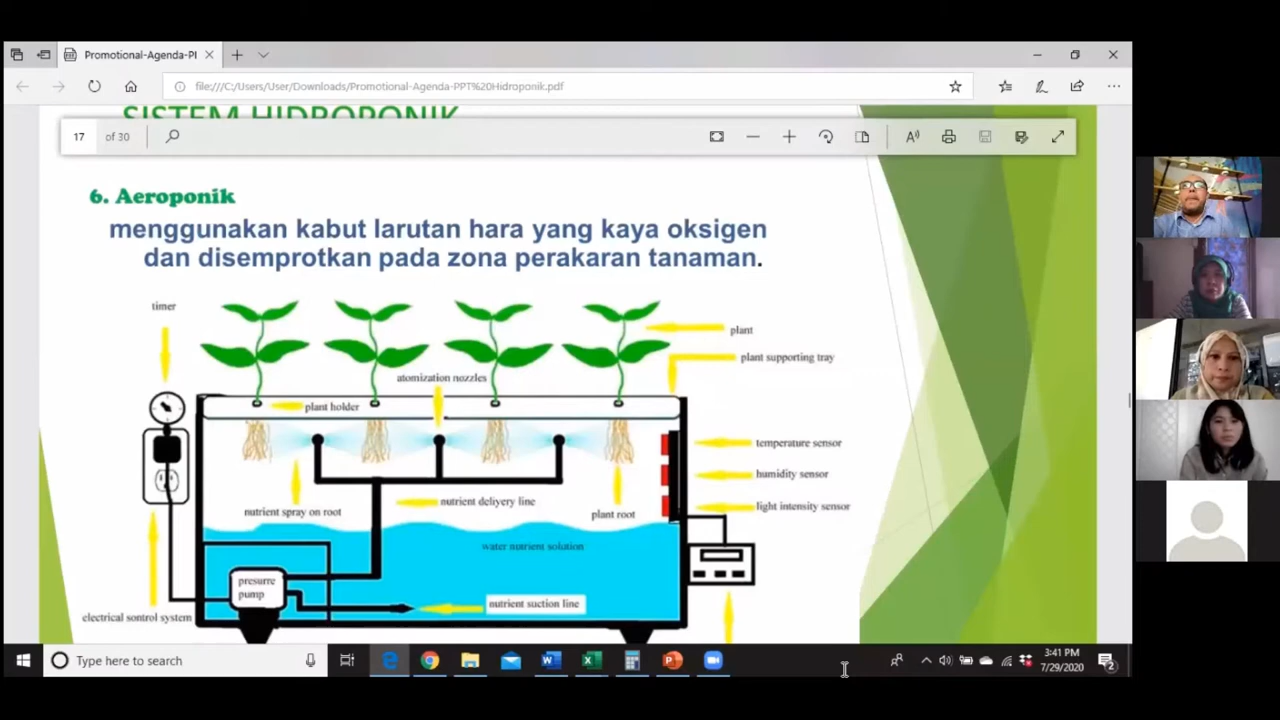 Promotional-Agenda-PI
file:///C:/Users/User/Downloads/Promotional-Agenda-PPT%20Hidroponik.pdf
SISTEM HIDROPONIK
17 of 30
6. Aeroponik
menggunakan kabut larutan hara yang kaya oksigen
dan disemprotkan pada zona perakaran tanaman.
timer
plant
plant supporting tray
atomization nozzles
plant holder
temperature sensor
humidity sensor
nutrient delivery line
light intensity sensor
nutrient spray on root
plant root
water nutrient solution
presurre
pump
nutrient suction line
electrical sontrol system
Type here to search
3:41 PM
7/29/2020
2